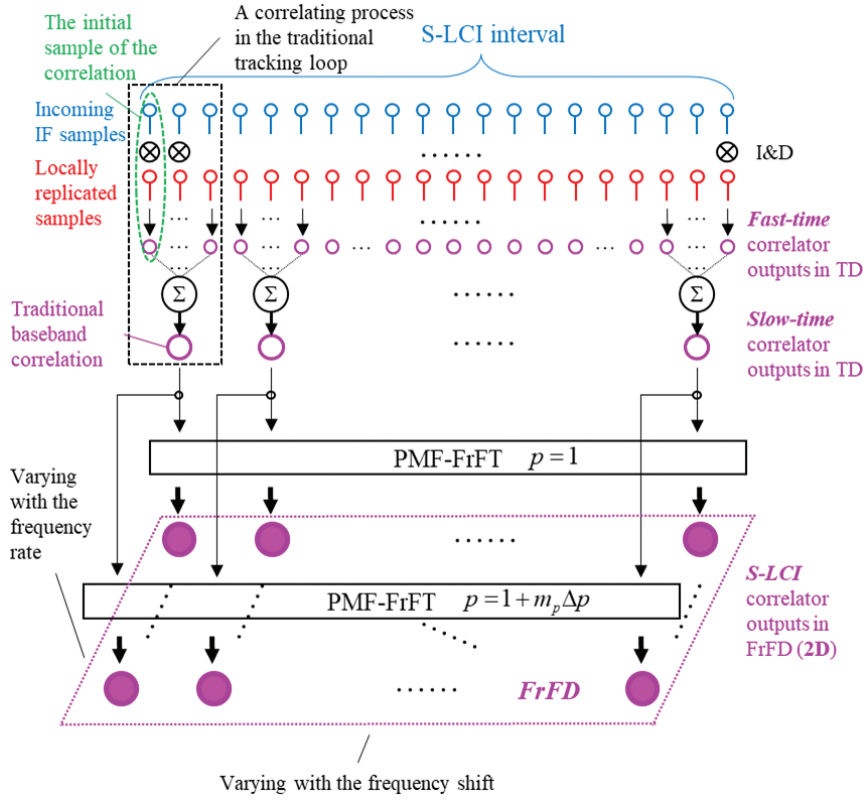 A correlating process
in the traditional
tracking loop
The initial
sample of the
correlation
S-LCI interval
Incoming
IF samples
......
I&D
Locally
replicated
samples
... ... ...... ... ...
Fast-time
correlator
outputs in TD
... ... ... ...
... ... ...
Σ Σ ...... Σ
Traditional
baseband
correlation
......
Slow-time
correlator
outputs in TD
PMF-FrFT p = 1
Varying
with the
frequency
rate
......
PMF-FrFT p = 1 + mₚΔp
S-LCI
correlator
outputs in
FrFD (2D)
...... FrFD
Varying with the frequency shift